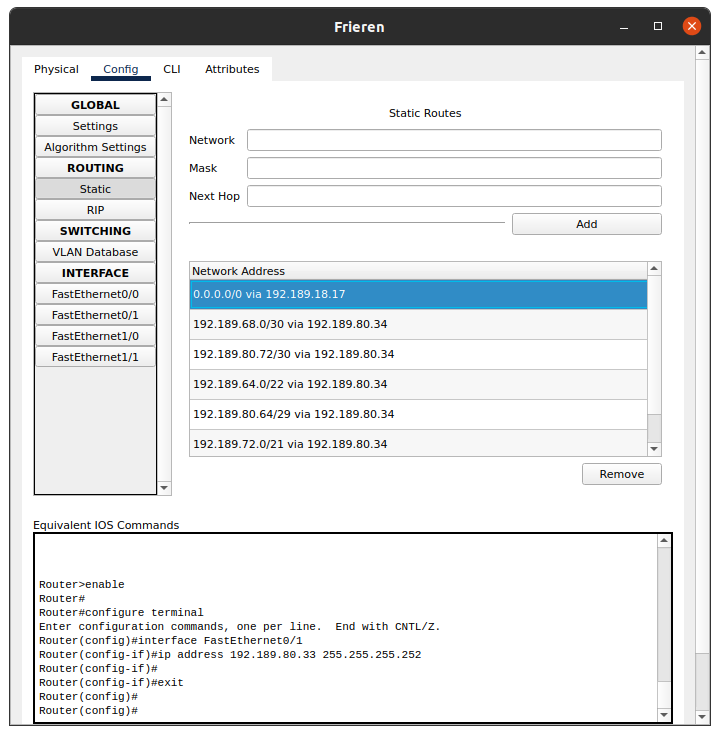 Frieren
Physical Config CLI Attributes
GLOBAL
Settings
Algorithm Settings
ROUTING
Static
RIP
SWITCHING
VLAN Database
INTERFACE
FastEthernet0/0
FastEthernet0/1
FastEthernet1/0
FastEthernet1/1
Static Routes
Network
Mask
Next Hop
Add
Network Address
0.0.0.0/0 via 192.189.18.17
192.189.68.0/30 via 192.189.80.34
192.189.80.72/30 via 192.189.80.34
192.189.64.0/22 via 192.189.80.34
192.189.80.64/29 via 192.189.80.34
192.189.72.0/21 via 192.189.80.34
Remove
Equivalent IOS Commands
Router>enable
Router#
Router#configure terminal
Enter configuration commands, one per line.  End with CNTL/Z.
Router(config)#interface FastEthernet0/1
Router(config-if)#ip address 192.189.80.33 255.255.255.252
Router(config-if)#
Router(config-if)#exit
Router(config)#
Router(config)#